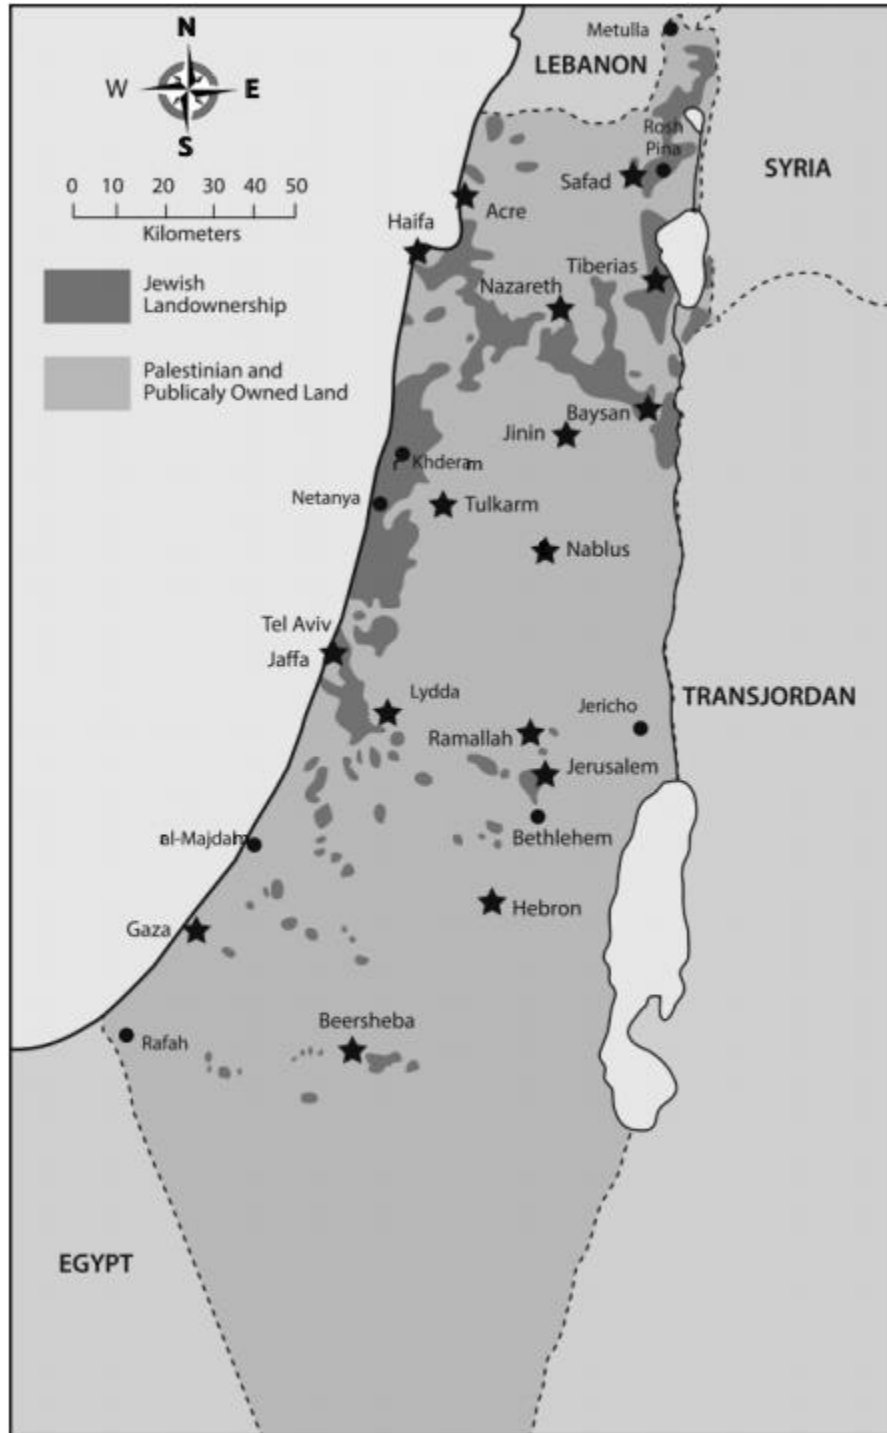 N
W
E
S
0 10 20 30 40 50
Kilometers
Jewish
Landownership
Palestinian and
Publicaly Owned Land
Metulla
LEBANON
Rosh
Pina
SYRIA
Safad
Acre
Haifa
Tiberias
Nazareth
Baysan
Jinin
Khdera
Netanya
Tulkarm
Nablus
Tel Aviv
Jaffa
Lydda
Jericho
TRANSJORDAN
Ramallah
Jerusalem
Bethlehem
al-Majdal
Hebron
Gaza
Beersheba
Rafah
EGYPT